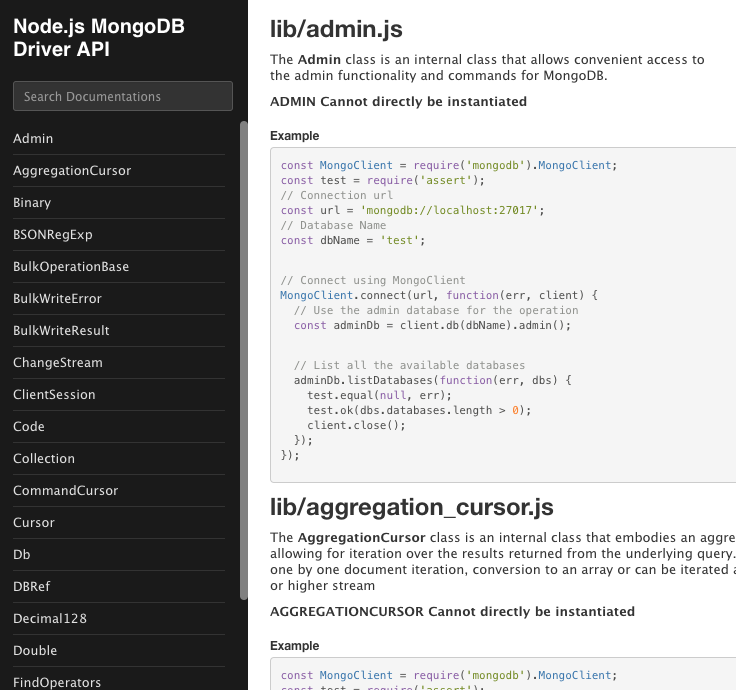 Node.js MongoDB
Driver API
Search Documentations
Admin
AggregationCursor
Binary
BSONRegExp
BulkOperationBase
BulkWriteError
BulkWriteResult
ChangeStream
ClientSession
Code
Collection
CommandCursor
Cursor
Db
DBRef
Decimal128
Double
FindOperators
lib/admin.js
The Admin class is an internal class that allows convenient access to
the admin functionality and commands for MongoDB.
ADMIN Cannot directly be instantiated
Example
const MongoClient = require('mongodb').MongoClient;
const test = require('assert');
// Connection url
const url = 'mongodb://localhost:27017';
// Database Name
const dbName = 'test';
// Connect using MongoClient
MongoClient.connect(url, function(err, client) {
  // Use the admin database for the operation
  const adminDb = client.db(dbName).admin();
  // List all the available databases
  adminDb.listDatabases(function(err, dbs) {
    test.equal(null, err);
    test.ok(dbs.databases.length > 0);
    client.close();
  });
});
lib/aggregation_cursor.js
The AggregationCursor class is an internal class that embodies an aggre
allowing for iteration over the results returned from the underlying query.
one by one document iteration, conversion to an array or can be iterated a
or higher stream
AGGREGATIONCURSOR Cannot directly be instantiated
Example
const MongoClient = require('mongodb').MongoClient;
const test = require('assert');